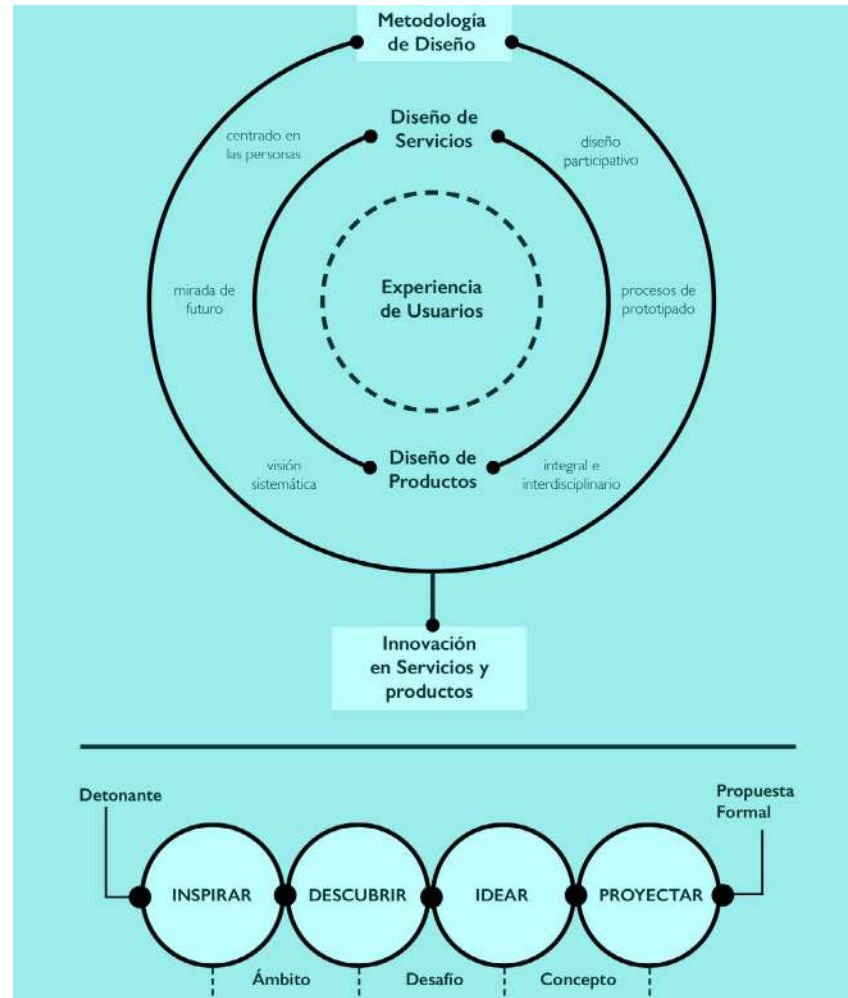 Metodología
de Diseño
Diseño de
Servicios
centrado en
las personas
diseño
participativo
Experiencia
de Usuarios
mirada de
futuro
procesos de
prototipado
Diseño de
Productos
visión
sistemática
integral e
interdisciplinario
Innovación
en Servicios y
productos
Detonante
Propuesta
Formal
INSPIRAR
DESCUBRIR
IDEAR
PROYECTAR
Ámbito
Desafío
Concepto